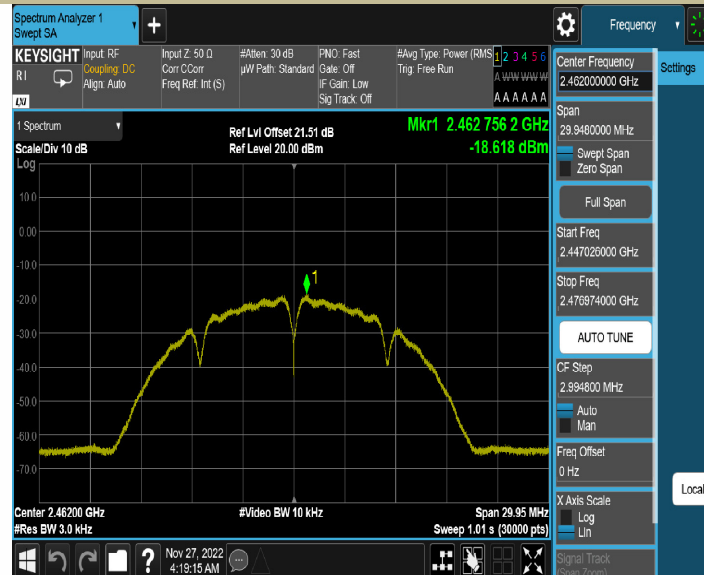 Spectrum Analyzer 1
Swept SA
+
Frequency
KEYSIGHT Input: RF Input Z: 50 Ω #Atten: 30 dB PNO: Fast #Avg Type: Power (RMS 1 2 3 4 5 6
R I Coupling: DC Corr CCorr µW Path: Standard Gate: Off Trig: Free Run A WW WW W
Align: Auto Freq Ref: Int (S) IF Gain: Low
LXI Sig Track: Off A A A A A A
1 Spectrum
Ref Lvl Offset 21.51 dB Mkr1 2.462 756 2 GHz
Scale/Div 10 dB Ref Level 20.00 dBm -18.618 dBm
Log
10.0
0.00
-10.0
-20.0
-30.0
-40.0
-50.0
-60.0
-70.0
1
Center 2.46200 GHz #Video BW 10 kHz Span 29.95 MHz
#Res BW 3.0 kHz Sweep 1.01 s (30000 pts)
? Nov 27, 2022
4:19:15 AM
Center Frequency
2.462000000 GHz
Settings
Span
29.9480000 MHz
Swept Span
Zero Span
Full Span
Start Freq
2.447026000 GHz
Stop Freq
2.476974000 GHz
AUTO TUNE
CF Step
2.994800 MHz
Auto
Man
Freq Offset
0 Hz
X Axis Scale
Log
Lin
Local
Signal Track
(Span Zoom)